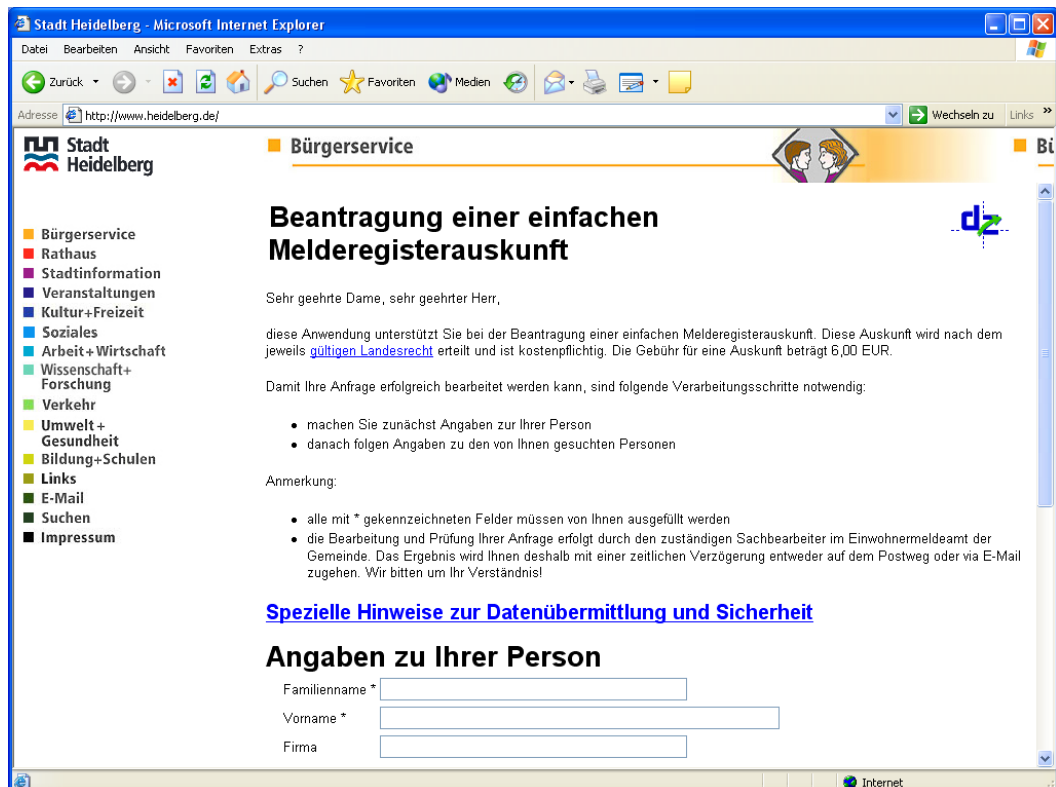 Stadt Heidelberg - Microsoft Internet Explorer
Datei Bearbeiten Ansicht Favoriten Extras ?
Zurück Suchen Favoriten Medien
Adresse http://www.heidelberg.de/ Wechseln zu Links »
Stadt
Heidelberg
Bürgerservice
Bü
Bürgerservice
Rathaus
Stadtinformation
Veranstaltungen
Kultur+Freizeit
Soziales
Arbeit+Wirtschaft
Wissenschaft+
Forschung
Verkehr
Umwelt+
Gesundheit
Bildung+Schulen
Links
E-Mail
Suchen
Impressum
Beantragung einer einfachen
Melderegisterauskunft
dz
Sehr geehrte Dame, sehr geehrter Herr,
diese Anwendung unterstützt Sie bei der Beantragung einer einfachen Melderegisterauskunft. Diese Auskunft wird nach dem
jeweils gültigen Landesrecht erteilt und ist kostenpflichtig. Die Gebühr für eine Auskunft beträgt 6,00 EUR.
Damit Ihre Anfrage erfolgreich bearbeitet werden kann, sind folgende Verarbeitungsschritte notwendig:
• machen Sie zunächst Angaben zur Ihrer Person
• danach folgen Angaben zu den von Ihnen gesuchten Personen
Anmerkung:
• alle mit * gekennzeichneten Felder müssen von Ihnen ausgefüllt werden
• die Bearbeitung und Prüfung Ihrer Anfrage erfolgt durch den zuständigen Sachbearbeiter im Einwohnermeldeamt der
Gemeinde. Das Ergebnis wird Ihnen deshalb mit einer zeitlichen Verzögerung entweder auf dem Postweg oder via E-Mail
zugehen. Wir bitten um Ihr Verständnis!
Spezielle Hinweise zur Datenübermittlung und Sicherheit
Angaben zu Ihrer Person
Familienname *
Vorname *
Firma
Internet